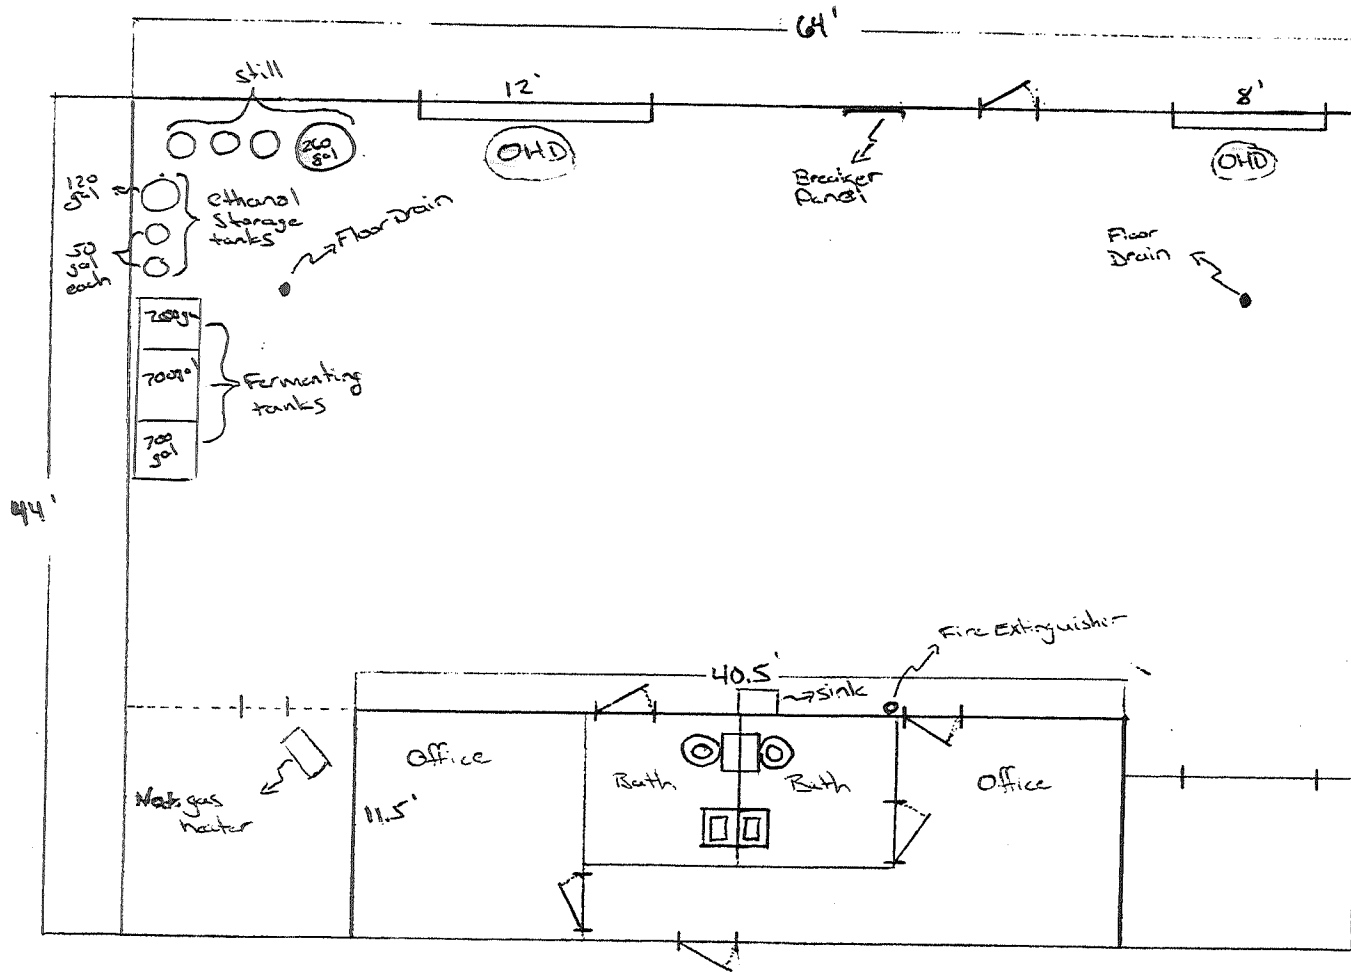 64'
still
12'
8'
260
gal
OHD
OHD
Breaker
Panel
120
gal
ethanol
Storage
tanks
Floor Drain
50
gal
each
Floor
Drain
700gal
Fermenting
tanks
700
gal
44'
Fire Extinguisher
40.5'
sink
Office
Bath
Bath
Office
Nat. gas
heater
11.5'